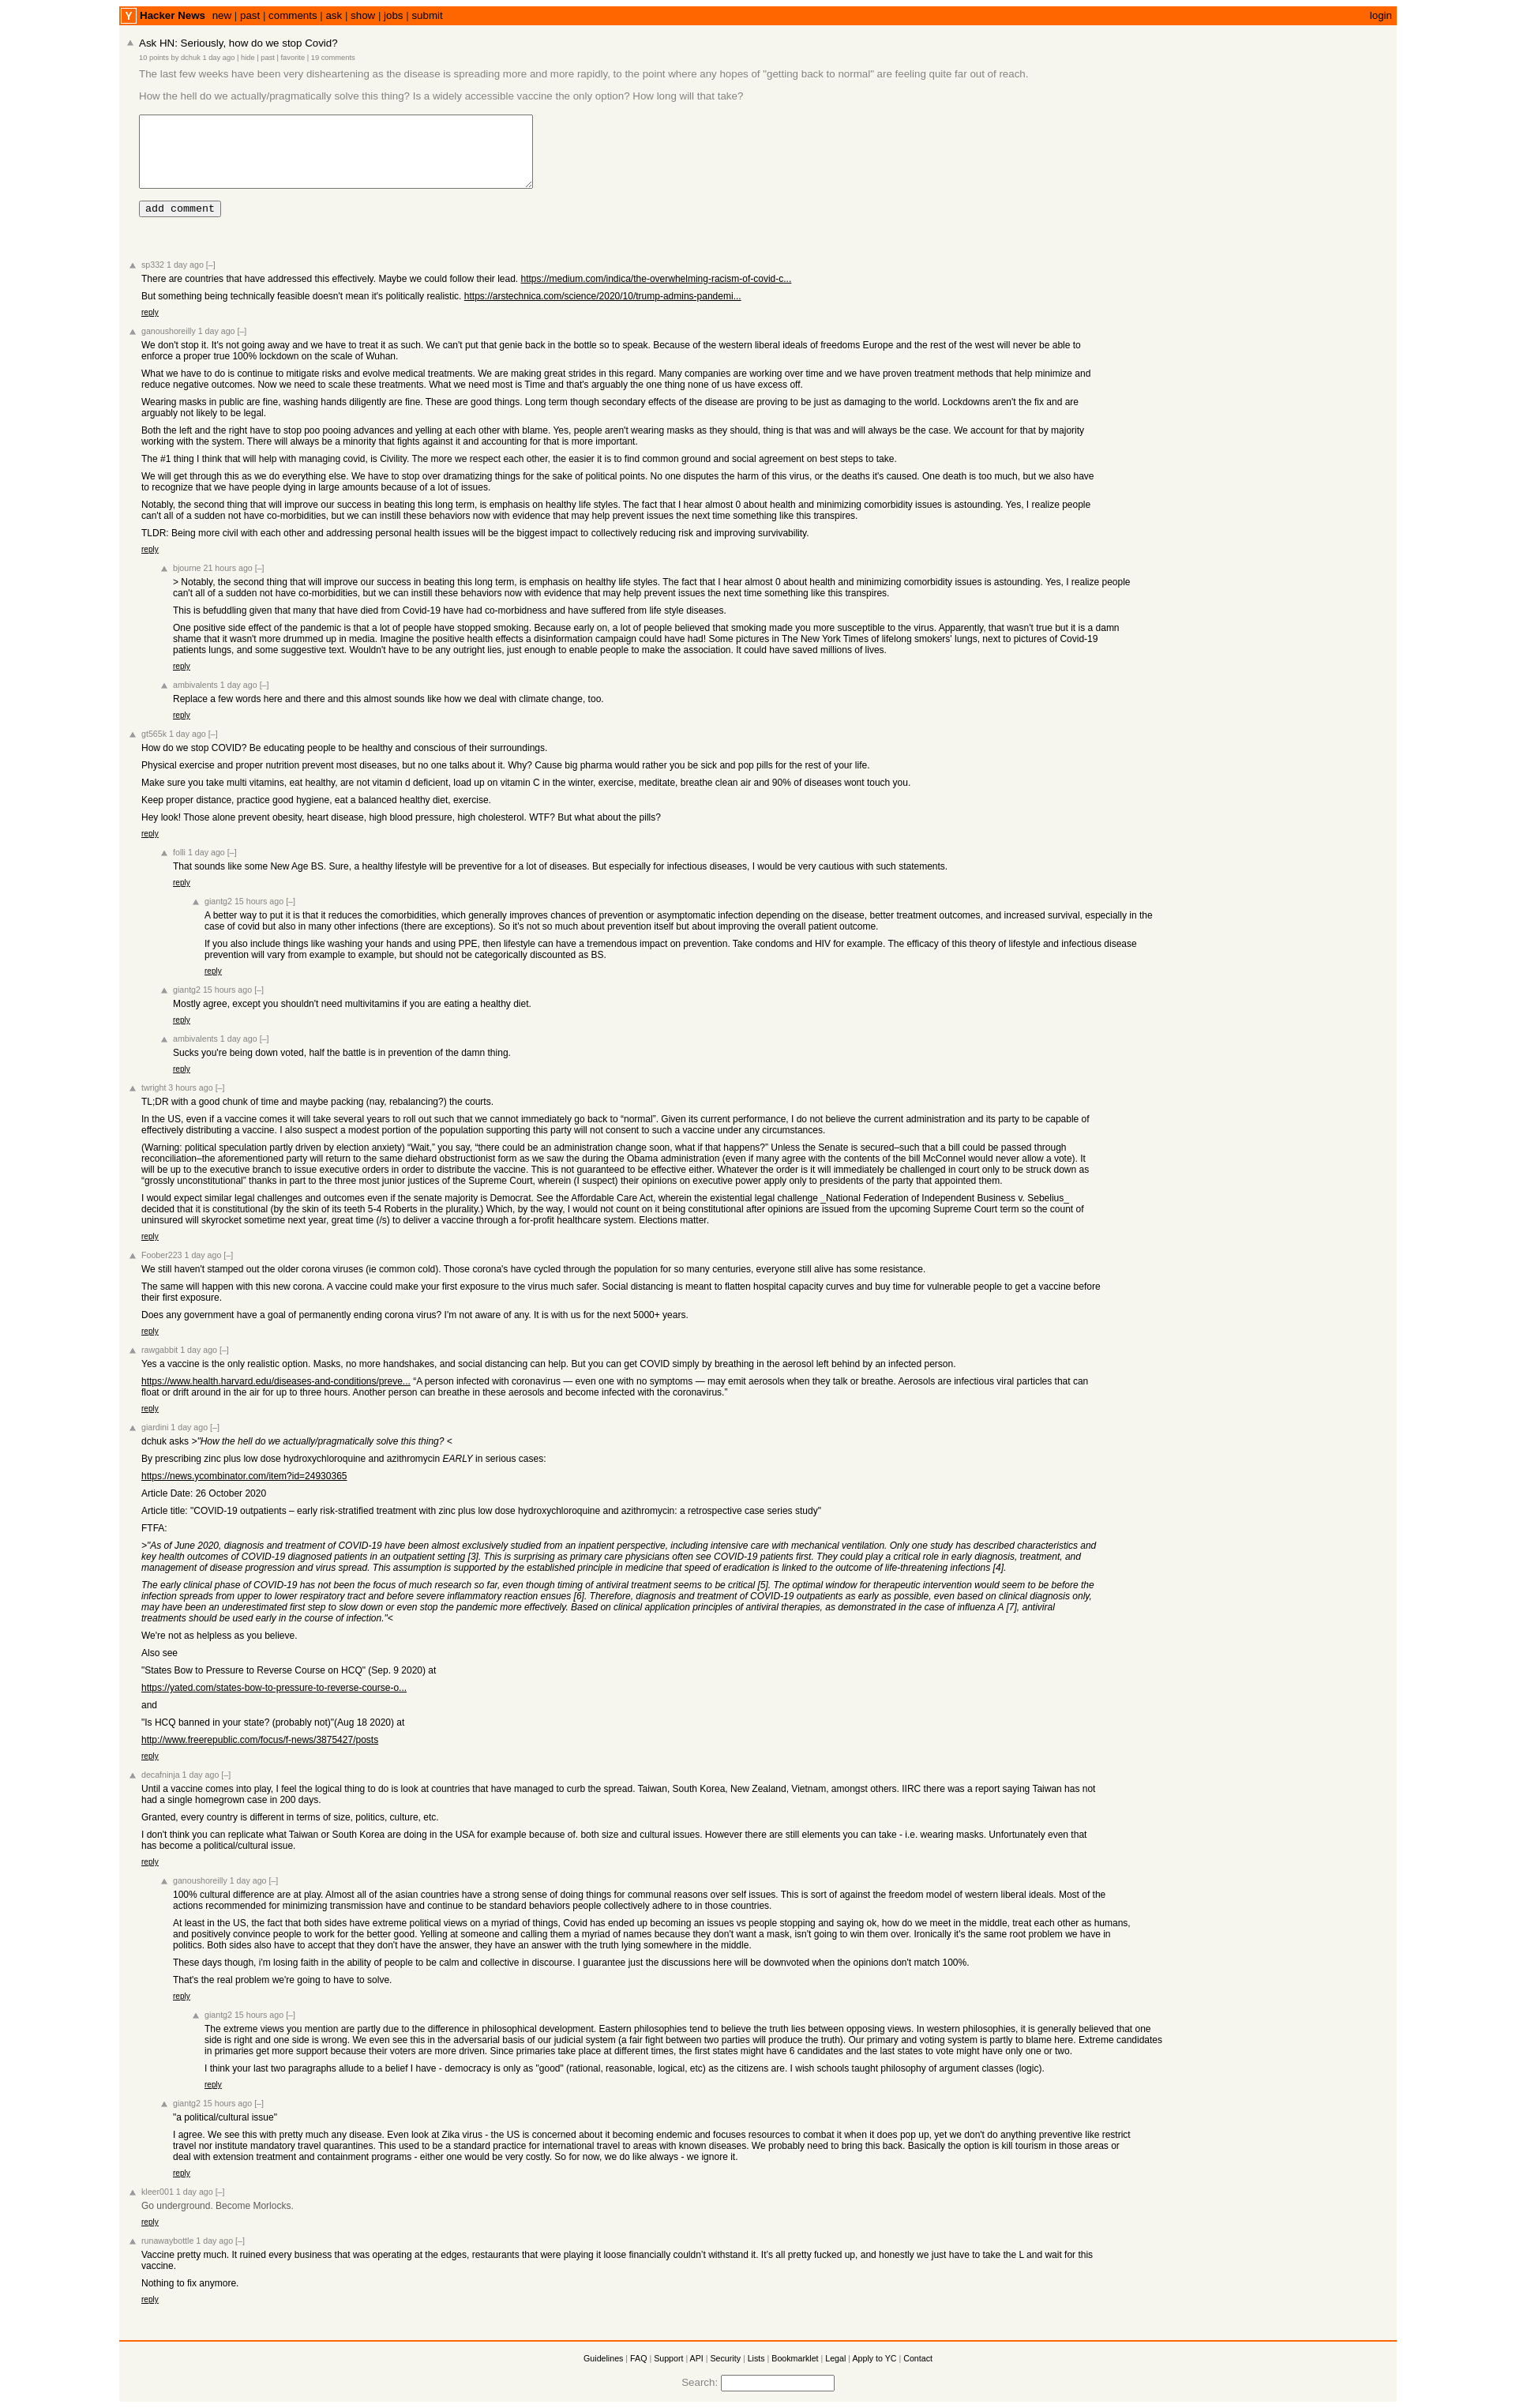 Y Hacker News new | past | comments | ask | show | jobs | submit login
Ask HN: Seriously, how do we stop Covid?
10 points by dchuk 1 day ago | hide | past | favorite | 19 comments
The last few weeks have been very disheartening as the disease is spreading more and more rapidly, to the point where any hopes of "getting back to normal" are feeling quite far out of reach.
How the hell do we actually/pragmatically solve this thing? Is a widely accessible vaccine the only option? How long will that take?
add comment
sp332 1 day ago [–]
There are countries that have addressed this effectively. Maybe we could follow their lead. https://medium.com/indica/the-overwhelming-racism-of-covid-c...
But something being technically feasible doesn't mean it's politically realistic. https://arstechnica.com/science/2020/10/trump-admins-pandemi...
reply
ganoushoreilly 1 day ago [–]
We don't stop it. It's not going away and we have to treat it as such. We can't put that genie back in the bottle so to speak. Because of the western liberal ideals of freedoms Europe and the rest of the west will never be able to
enforce a proper true 100% lockdown on the scale of Wuhan.
What we have to do is continue to mitigate risks and evolve medical treatments. We are making great strides in this regard. Many companies are working over time and we have proven treatment methods that help minimize and
reduce negative outcomes. Now we need to scale these treatments. What we need most is Time and that's arguably the one thing none of us have excess off.
Wearing masks in public are fine, washing hands diligently are fine. These are good things. Long term though secondary effects of the disease are proving to be just as damaging to the world. Lockdowns aren't the fix and are
arguably not likely to be legal.
Both the left and the right have to stop poo pooing advances and yelling at each other with blame. Yes, people aren't wearing masks as they should, thing is that was and will always be the case. We account for that by majority
working with the system. There will always be a minority that fights against it and accounting for that is more important.
The #1 thing I think that will help with managing covid, is Civility. The more we respect each other, the easier it is to find common ground and social agreement on best steps to take.
We will get through this as we do everything else. We have to stop over dramatizing things for the sake of political points. No one disputes the harm of this virus, or the deaths it's caused. One death is too much, but we also have
to recognize that we have people dying in large amounts because of a lot of issues.
Notably, the second thing that will improve our success in beating this long term, is emphasis on healthy life styles. The fact that I hear almost 0 about health and minimizing comorbidity issues is astounding. Yes, I realize people
can't all of a sudden not have co-morbidities, but we can instill these behaviors now with evidence that may help prevent issues the next time something like this transpires.
TLDR: Being more civil with each other and addressing personal health issues will be the biggest impact to collectively reducing risk and improving survivability.
reply
bjourne 21 hours ago [–]
> Notably, the second thing that will improve our success in beating this long term, is emphasis on healthy life styles. The fact that I hear almost 0 about health and minimizing comorbidity issues is astounding. Yes, I realize people
can't all of a sudden not have co-morbidities, but we can instill these behaviors now with evidence that may help prevent issues the next time something like this transpires.
This is befuddling given that many that have died from Covid-19 have had co-morbidness and have suffered from life style diseases.
One positive side effect of the pandemic is that a lot of people have stopped smoking. Because early on, a lot of people believed that smoking made you more susceptible to the virus. Apparently, that wasn't true but it is a damn
shame that it wasn't more drummed up in media. Imagine the positive health effects a disinformation campaign could have had! Some pictures in The New York Times of lifelong smokers' lungs, next to pictures of Covid-19
patients lungs, and some suggestive text. Wouldn't have to be any outright lies, just enough to enable people to make the association. It could have saved millions of lives.
reply
ambivalents 1 day ago [–]
Replace a few words here and there and this almost sounds like how we deal with climate change, too.
reply
gt565k 1 day ago [–]
How do we stop COVID? Be educating people to be healthy and conscious of their surroundings.
Physical exercise and proper nutrition prevent most diseases, but no one talks about it. Why? Cause big pharma would rather you be sick and pop pills for the rest of your life.
Make sure you take multi vitamins, eat healthy, are not vitamin d deficient, load up on vitamin C in the winter, exercise, meditate, breathe clean air and 90% of diseases wont touch you.
Keep proper distance, practice good hygiene, eat a balanced healthy diet, exercise.
Hey look! Those alone prevent obesity, heart disease, high blood pressure, high cholesterol. WTF? But what about the pills?
reply
folli 1 day ago [–]
That sounds like some New Age BS. Sure, a healthy lifestyle will be preventive for a lot of diseases. But especially for infectious diseases, I would be very cautious with such statements.
reply
giantg2 15 hours ago [–]
A better way to put it is that it reduces the comorbidities, which generally improves chances of prevention or asymptomatic infection depending on the disease, better treatment outcomes, and increased survival, especially in the
case of covid but also in many other infections (there are exceptions). So it's not so much about prevention itself but about improving the overall patient outcome.
If you also include things like washing your hands and using PPE, then lifestyle can have a tremendous impact on prevention. Take condoms and HIV for example. The efficacy of this theory of lifestyle and infectious disease
prevention will vary from example to example, but should not be categorically discounted as BS.
reply
giantg2 15 hours ago [–]
Mostly agree, except you shouldn't need multivitamins if you are eating a healthy diet.
reply
ambivalents 1 day ago [–]
Sucks you're being down voted, half the battle is in prevention of the damn thing.
reply
twright 3 hours ago [–]
TL;DR with a good chunk of time and maybe packing (nay, rebalancing?) the courts.
In the US, even if a vaccine comes it will take several years to roll out such that we cannot immediately go back to “normal”. Given its current performance, I do not believe the current administration and its party to be capable of
effectively distributing a vaccine. I also suspect a modest portion of the population supporting this party will not consent to such a vaccine under any circumstances.
(Warning: political speculation partly driven by election anxiety) “Wait,” you say, “there could be an administration change soon, what if that happens?” Unless the Senate is secured–such that a bill could be passed through
reconciliation–the aforementioned party will return to the same diehard obstructionist form as we saw the during the Obama administration (even if many agree with the contents of the bill McConnel would never allow a vote). It
will be up to the executive branch to issue executive orders in order to distribute the vaccine. This is not guaranteed to be effective either. Whatever the order is it will immediately be challenged in court only to be struck down as
“grossly unconstitutional” thanks in part to the three most junior justices of the Supreme Court, wherein (I suspect) their opinions on executive power apply only to presidents of the party that appointed them.
I would expect similar legal challenges and outcomes even if the senate majority is Democrat. See the Affordable Care Act, wherein the existential legal challenge _National Federation of Independent Business v. Sebelius_
decided that it is constitutional (by the skin of its teeth 5-4 Roberts in the plurality.) Which, by the way, I would not count on it being constitutional after opinions are issued from the upcoming Supreme Court term so the count of
uninsured will skyrocket sometime next year, great time (/s) to deliver a vaccine through a for-profit healthcare system. Elections matter.
reply
Foober223 1 day ago [–]
We still haven't stamped out the older corona viruses (ie common cold). Those corona's have cycled through the population for so many centuries, everyone still alive has some resistance.
The same will happen with this new corona. A vaccine could make your first exposure to the virus much safer. Social distancing is meant to flatten hospital capacity curves and buy time for vulnerable people to get a vaccine before
their first exposure.
Does any government have a goal of permanently ending corona virus? I'm not aware of any. It is with us for the next 5000+ years.
reply
rawgabbit 1 day ago [–]
Yes a vaccine is the only realistic option. Masks, no more handshakes, and social distancing can help. But you can get COVID simply by breathing in the aerosol left behind by an infected person.
https://www.health.harvard.edu/diseases-and-conditions/preve... “A person infected with coronavirus — even one with no symptoms — may emit aerosols when they talk or breathe. Aerosols are infectious viral particles that can
float or drift around in the air for up to three hours. Another person can breathe in these aerosols and become infected with the coronavirus.”
reply
giardini 1 day ago [–]
dchuk asks >"How the hell do we actually/pragmatically solve this thing? <
By prescribing zinc plus low dose hydroxychloroquine and azithromycin EARLY in serious cases:
https://news.ycombinator.com/item?id=24930365
Article Date: 26 October 2020
Article title: "COVID-19 outpatients – early risk-stratified treatment with zinc plus low dose hydroxychloroquine and azithromycin: a retrospective case series study"
FTFA:
>"As of June 2020, diagnosis and treatment of COVID-19 have been almost exclusively studied from an inpatient perspective, including intensive care with mechanical ventilation. Only one study has described characteristics and
key health outcomes of COVID-19 diagnosed patients in an outpatient setting [3]. This is surprising as primary care physicians often see COVID-19 patients first. They could play a critical role in early diagnosis, treatment, and
management of disease progression and virus spread. This assumption is supported by the established principle in medicine that speed of eradication is linked to the outcome of life-threatening infections [4].
The early clinical phase of COVID-19 has not been the focus of much research so far, even though timing of antiviral treatment seems to be critical [5]. The optimal window for therapeutic intervention would seem to be before the
infection spreads from upper to lower respiratory tract and before severe inflammatory reaction ensues [6]. Therefore, diagnosis and treatment of COVID-19 outpatients as early as possible, even based on clinical diagnosis only,
may have been an underestimated first step to slow down or even stop the pandemic more effectively. Based on clinical application principles of antiviral therapies, as demonstrated in the case of influenza A [7], antiviral
treatments should be used early in the course of infection."<
We're not as helpless as you believe.
Also see
"States Bow to Pressure to Reverse Course on HCQ" (Sep. 9 2020) at
https://yated.com/states-bow-to-pressure-to-reverse-course-o...
and
"Is HCQ banned in your state? (probably not)"(Aug 18 2020) at
http://www.freerepublic.com/focus/f-news/3875427/posts
reply
decafninja 1 day ago [–]
Until a vaccine comes into play, I feel the logical thing to do is look at countries that have managed to curb the spread. Taiwan, South Korea, New Zealand, Vietnam, amongst others. IIRC there was a report saying Taiwan has not
had a single homegrown case in 200 days.
Granted, every country is different in terms of size, politics, culture, etc.
I don't think you can replicate what Taiwan or South Korea are doing in the USA for example because of. both size and cultural issues. However there are still elements you can take - i.e. wearing masks. Unfortunately even that
has become a political/cultural issue.
reply
ganoushoreilly 1 day ago [–]
100% cultural difference are at play. Almost all of the asian countries have a strong sense of doing things for communal reasons over self issues. This is sort of against the freedom model of western liberal ideals. Most of the
actions recommended for minimizing transmission have and continue to be standard behaviors people collectively adhere to in those countries.
At least in the US, the fact that both sides have extreme political views on a myriad of things, Covid has ended up becoming an issues vs people stopping and saying ok, how do we meet in the middle, treat each other as humans,
and positively convince people to work for the better good. Yelling at someone and calling them a myriad of names because they don't want a mask, isn't going to win them over. Ironically it's the same root problem we have in
politics. Both sides also have to accept that they don't have the answer, they have an answer with the truth lying somewhere in the middle.
These days though, i'm losing faith in the ability of people to be calm and collective in discourse. I guarantee just the discussions here will be downvoted when the opinions don't match 100%.
That's the real problem we're going to have to solve.
reply
giantg2 15 hours ago [–]
The extreme views you mention are partly due to the difference in philosophical development. Eastern philosophies tend to believe the truth lies between opposing views. In western philosophies, it is generally believed that one
side is right and one side is wrong. We even see this in the adversarial basis of our judicial system (a fair fight between two parties will produce the truth). Our primary and voting system is partly to blame here. Extreme candidates
in primaries get more support because their voters are more driven. Since primaries take place at different times, the first states might have 6 candidates and the last states to vote might have only one or two.
I think your last two paragraphs allude to a belief I have - democracy is only as "good" (rational, reasonable, logical, etc) as the citizens are. I wish schools taught philosophy of argument classes (logic).
reply
giantg2 15 hours ago [–]
"a political/cultural issue"
I agree. We see this with pretty much any disease. Even look at Zika virus - the US is concerned about it becoming endemic and focuses resources to combat it when it does pop up, yet we don't do anything preventive like restrict
travel nor institute mandatory travel quarantines. This used to be a standard practice for international travel to areas with known diseases. We probably need to bring this back. Basically the option is kill tourism in those areas or
deal with extension treatment and containment programs - either one would be very costly. So for now, we do like always - we ignore it.
reply
kleer001 1 day ago [–]
Go underground. Become Morlocks.
reply
runawaybottle 1 day ago [–]
Vaccine pretty much. It ruined every business that was operating at the edges, restaurants that were playing it loose financially couldn’t withstand it. It’s all pretty fucked up, and honestly we just have to take the L and wait for this
vaccine.
Nothing to fix anymore.
reply
Guidelines | FAQ | Support | API | Security | Lists | Bookmarklet | Legal | Apply to YC | Contact
Search: